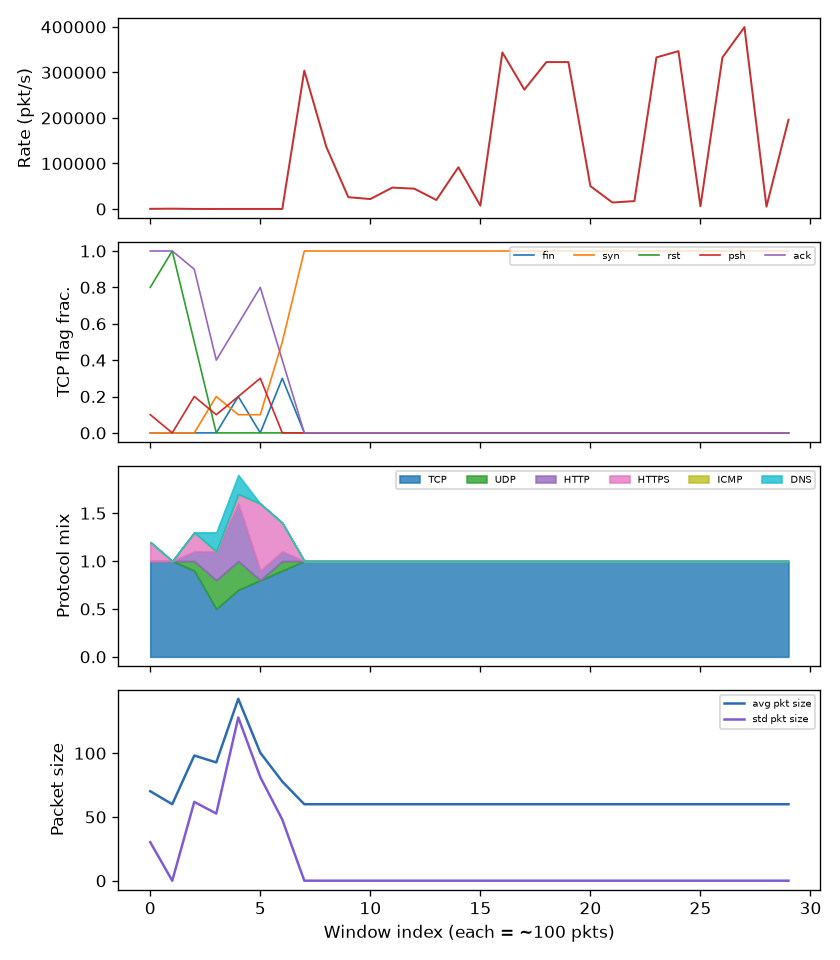 400000
300000
200000
100000
0
Rate (pkt/s)
1.0
0.8
0.6
0.4
0.2
0.0
TCP flag frac.
fin syn rst psh ack
1.5
1.0
0.5
0.0
Protocol mix
TCP UDP HTTP HTTPS ICMP DNS
100
50
0
Packet size
avg pkt size
std pkt size
0 5 10 15 20 25 30
Window index (each = ~100 pkts)